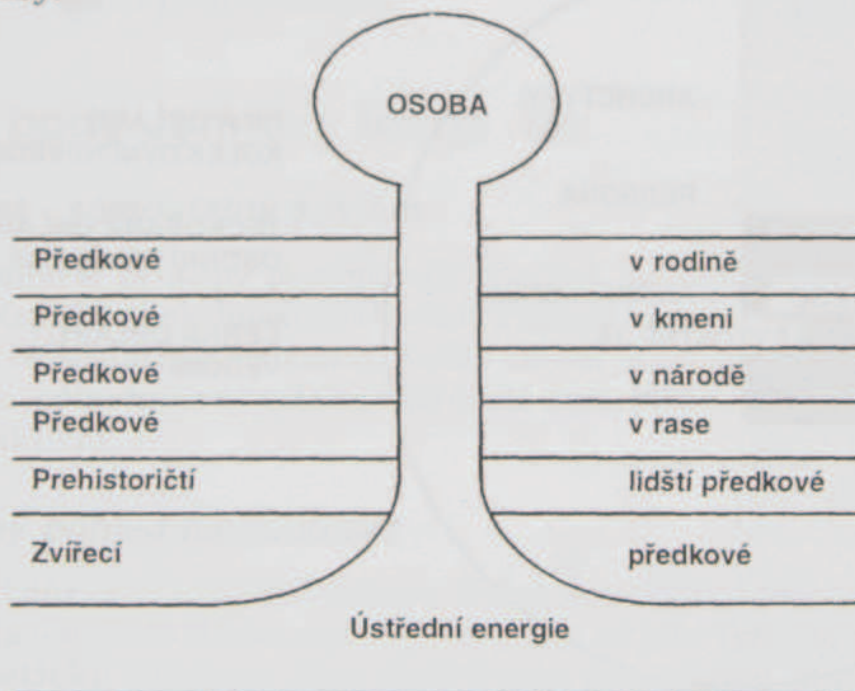 OSOBA
Předkové v rodině
Předkové v kmeni
Předkové v národě
Předkové v rase
Prehistoričtí lidští předkové
Zvířecí předkové
Ústřední energie